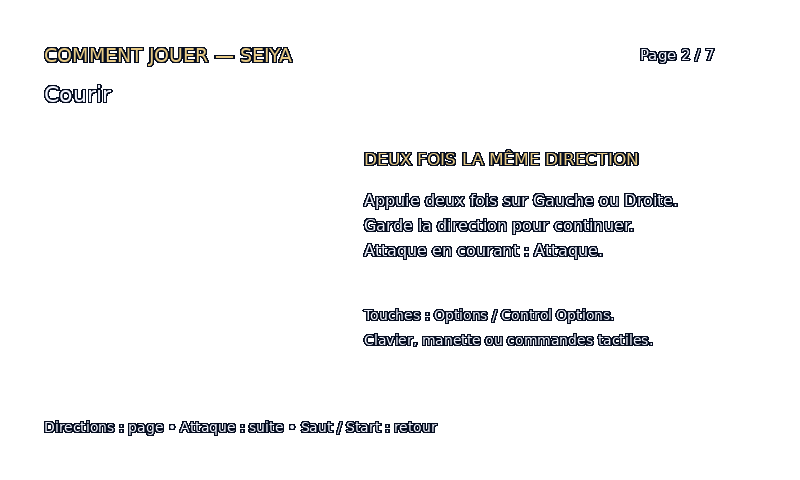 COMMENT JOUER — SEIYA
Page 2 / 7
Courir
DEUX FOIS LA MÊME DIRECTION
Appuie deux fois sur Gauche ou Droite.
Garde la direction pour continuer.
Attaque en courant : Attaque.
Touches : Options / Control Options.
Clavier, manette ou commandes tactiles.
Directions : page • Attaque : suite • Saut / Start : retour